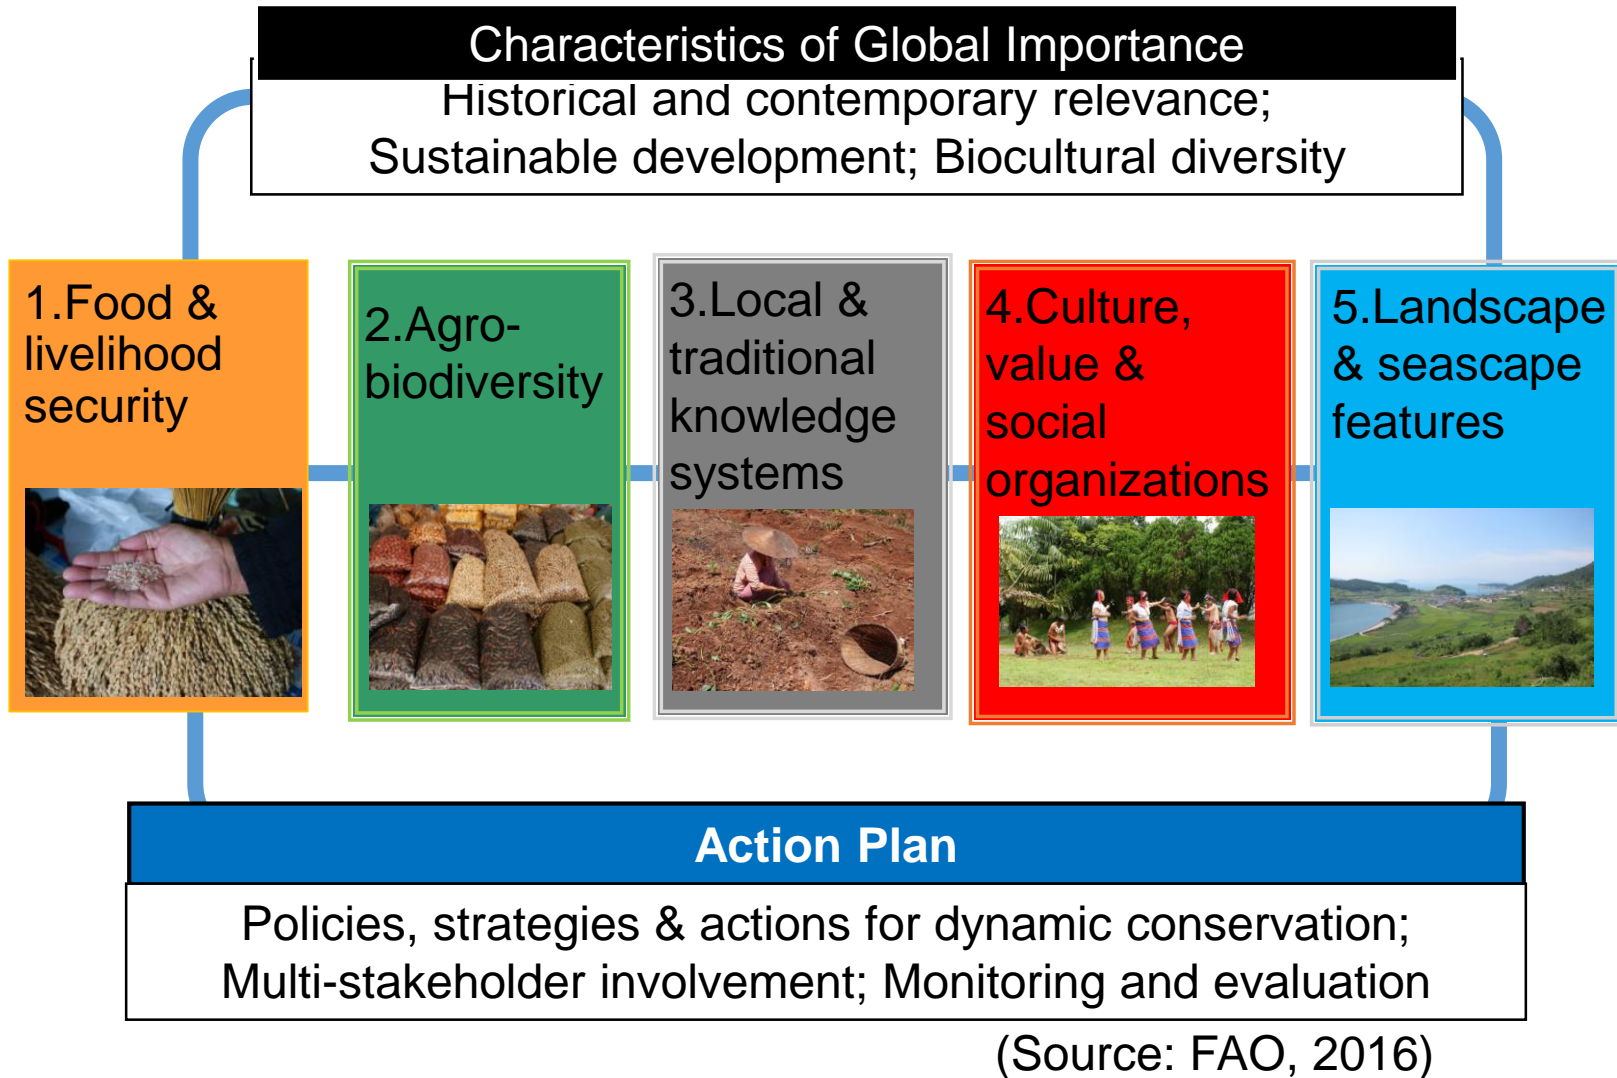 Characteristics of Global Importance
Historical and contemporary relevance;
Sustainable development; Biocultural diversity
1.Food &
livelihood
security
2.Agro-
biodiversity
3.Local &
traditional
knowledge
systems
4.Culture,
value &
social
organizations
5.Landscape
& seascape
features
Action Plan
Policies, strategies & actions for dynamic conservation;
Multi-stakeholder involvement; Monitoring and evaluation
(Source: FAO, 2016)